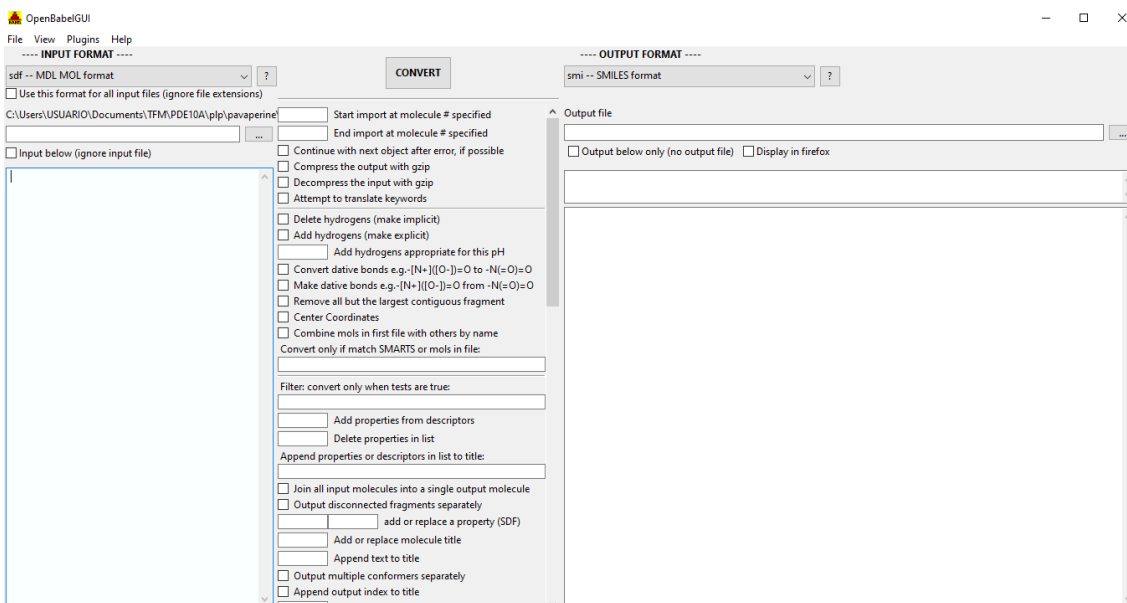 OpenBabelGUI
File View Plugins Help
---- INPUT FORMAT ----
sdf -- MDL MOL format
?
Use this format for all input files (ignore file extensions)
C:\Users\USUARIO\Documents\TFM\PDE10A\plp\pavaperine\
...
Input below (ignore input file)
CONVERT
Start import at molecule # specified
End import at molecule # specified
Continue with next object after error, if possible
Compress the output with gzip
Decompress the input with gzip
Attempt to translate keywords
Delete hydrogens (make implicit)
Add hydrogens (make explicit)
Add hydrogens appropriate for this pH
Convert dative bonds e.g.-[N+]([O-])=O to -N(=O)=O
Make dative bonds e.g.-[N+]([O-])=O from -N(=O)=O
Remove all but the largest contiguous fragment
Center Coordinates
Combine mols in first file with others by name
Convert only if match SMARTS or mols in file:
Filter: convert only when tests are true:
Add properties from descriptors
Delete properties in list
Append properties or descriptors in list to title:
Join all input molecules into a single output molecule
Output disconnected fragments separately
add or replace a property (SDF)
Add or replace molecule title
Append text to title
Output multiple conformers separately
Append output index to title
---- OUTPUT FORMAT ----
smi -- SMILES format
?
Output file
...
Output below only (no output file) Display in firefox